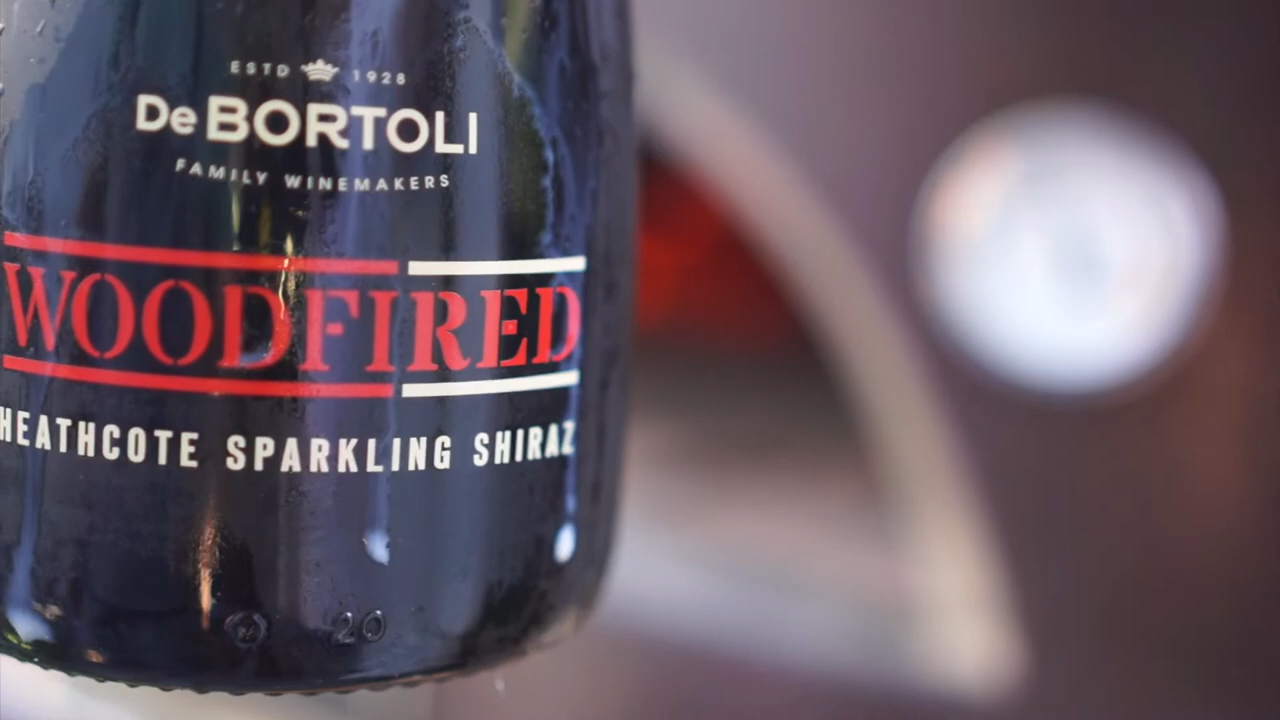 ESTD 1928
De BORTOLI
FAMILY WINEMAKERS
WOODFIRED
HEATHCOTE SPARKLING SHIRAZ
20